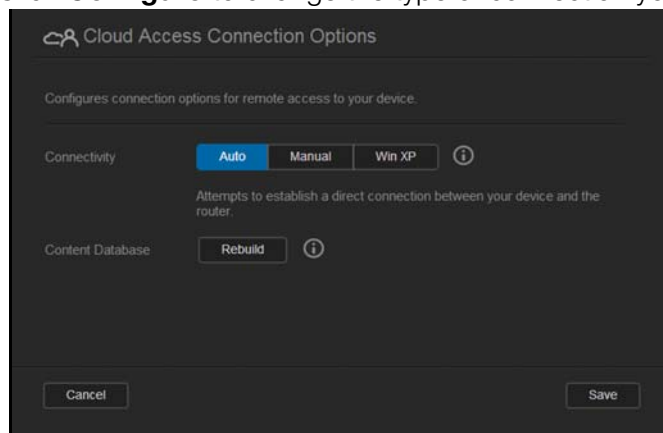 Cloud Access Connection Options
Configures connection options for remote access to your device.
Connectivity
Auto
Manual
Win XP
Attempts to establish a direct connection between your device and the
router.
Content Database
Rebuild
Cancel
Save